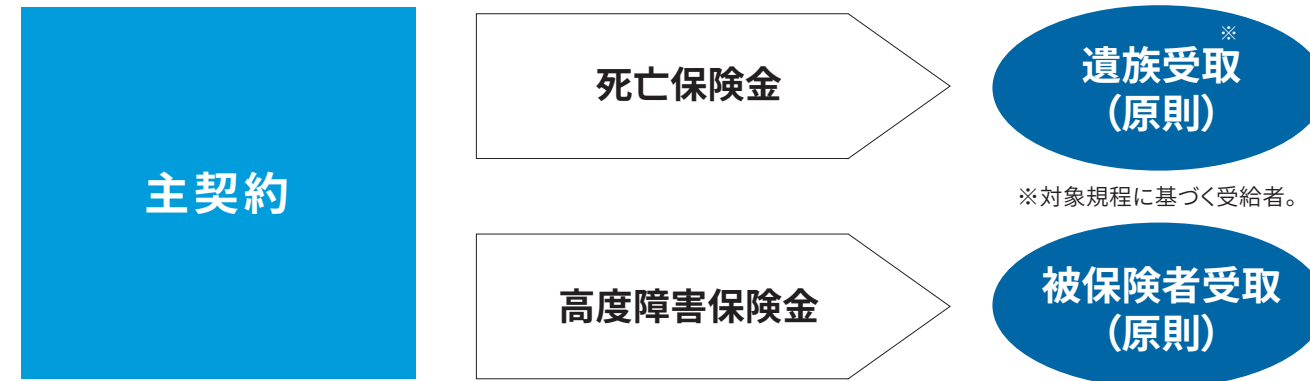 主契約
死亡保険金
※
遺族受取
(原則)
※対象規程に基づく受給者。
高度障害保険金
被保険者受取
(原則)